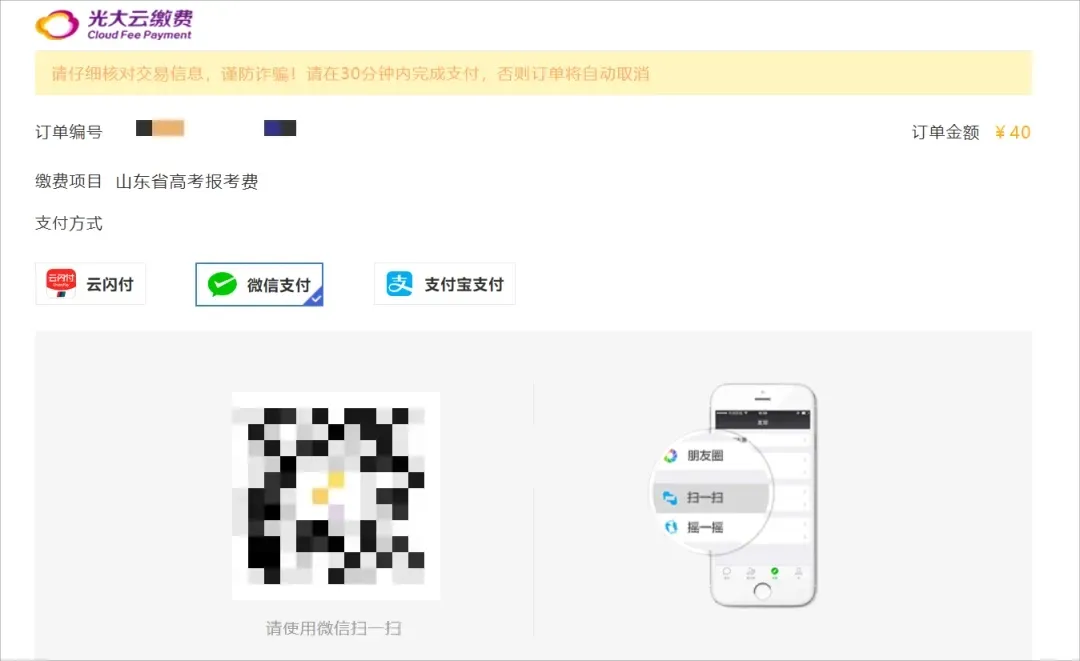 光大云缴费
Cloud Fee Payment
请仔细核对交易信息，谨防诈骗！请在30分钟内完成支付，否则订单将自动取消
订单编号
订单金额 ¥ 40
缴费项目 山东省高考报考费
支付方式
云闪付
云闪付 微信支付 支付宝支付
朋友圈
扫一扫
摇一摇
请使用微信扫一扫